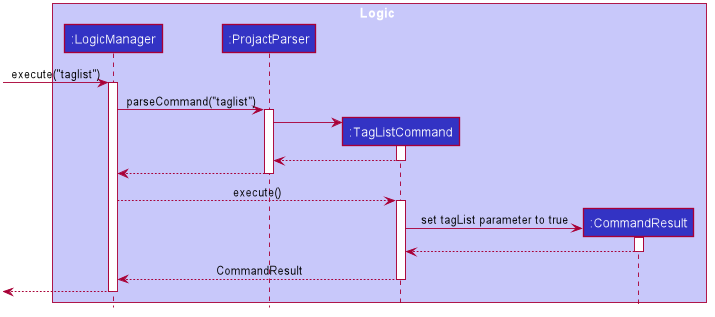 Logic
:LogicManager
:ProjactParser
execute("taglist")
parseCommand("taglist")
:TagListCommand
execute()
set tagList parameter to true
:CommandResult
CommandResult